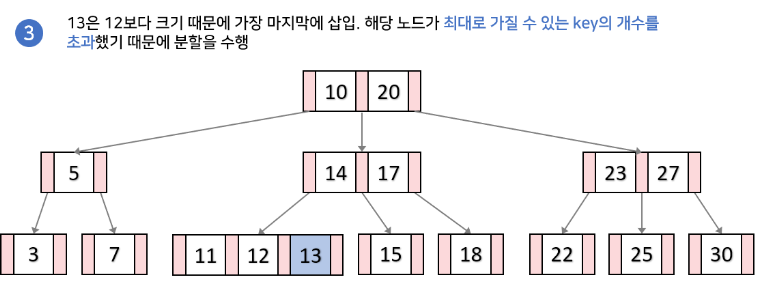 3
13은 12보다 크기 때문에 가장 마지막에 삽입. 해당 노드가 최대로 가질 수 있는 key의 개수를
초과했기 때문에 분할을 수행
10 20
5 14 17 23 27
3 7 11 12 13 15 18 22 25 30